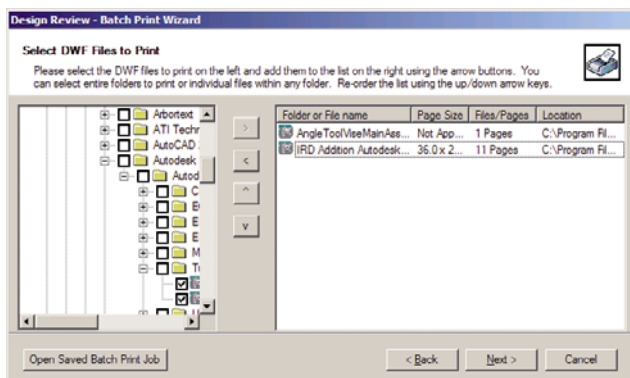 Design Review - Batch Print Wizard
Select DWF Files to Print
Please select the DWF files to print on the left and add them to the list on the right using the arrow buttons. You
can select entire folders to print or individual files within any folder. Re-order the list using the up/down arrow keys.
Arbortext
ATI Techr
AutoCAD
Autodesk
Autod
C
E
E
M
Folder or File name Page Size Files/Pages Location
AngleToolViseMainAss... Not App... 1 Pages C:\Program Fil...
IRD Addition Autodesk... 36.0 x 2... 11 Pages C:\Program Fil...
>
<
^
v
Open Saved Batch Print Job
< Back Next > Cancel